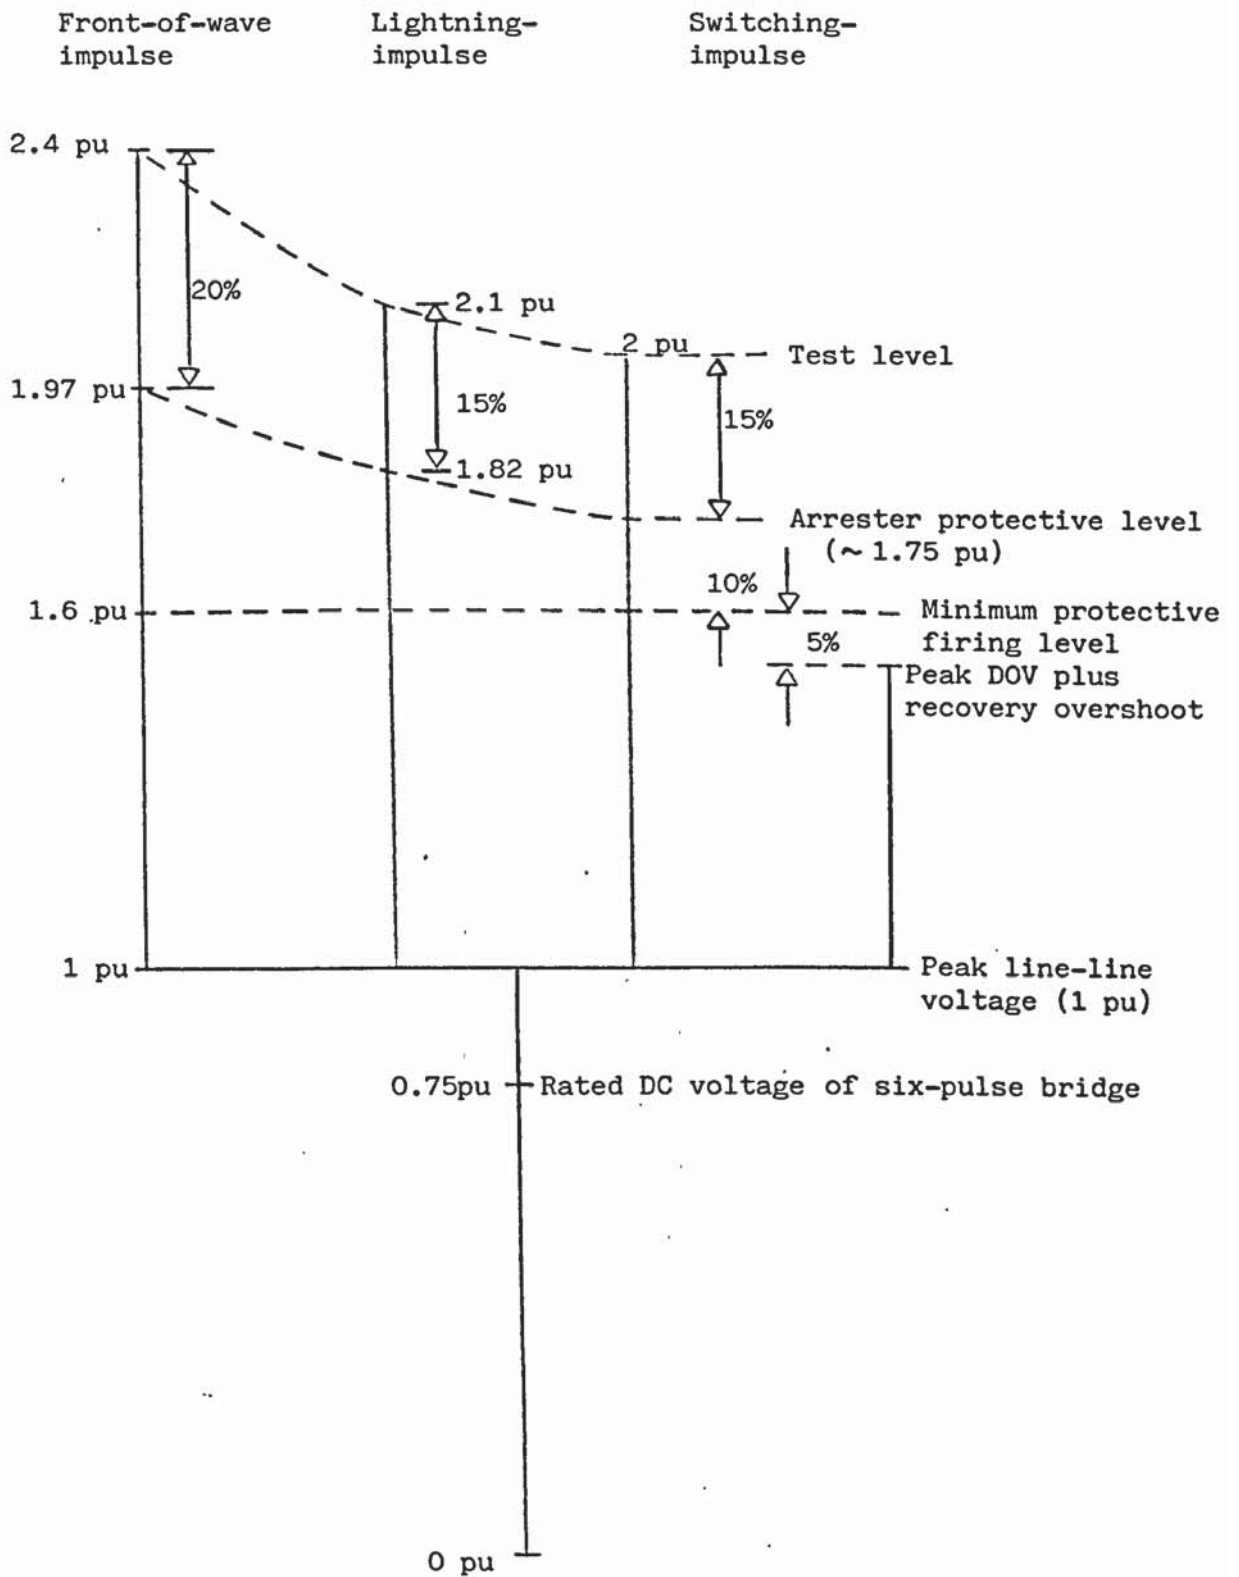 Front-of-wave
impulse
Lightning-
impulse
Switching-
impulse
2.4 pu
20%
2.1 pu
2 pu
Test level
1.97 pu
15%
15%
1.82 pu
Arrester protective level
(~ 1.75 pu)
10%
1.6 pu
Minimum protective
firing level
5%
Peak DOV plus
recovery overshoot
1 pu
Peak line-line
voltage (1 pu)
0.75pu
Rated DC voltage of six-pulse bridge
0 pu